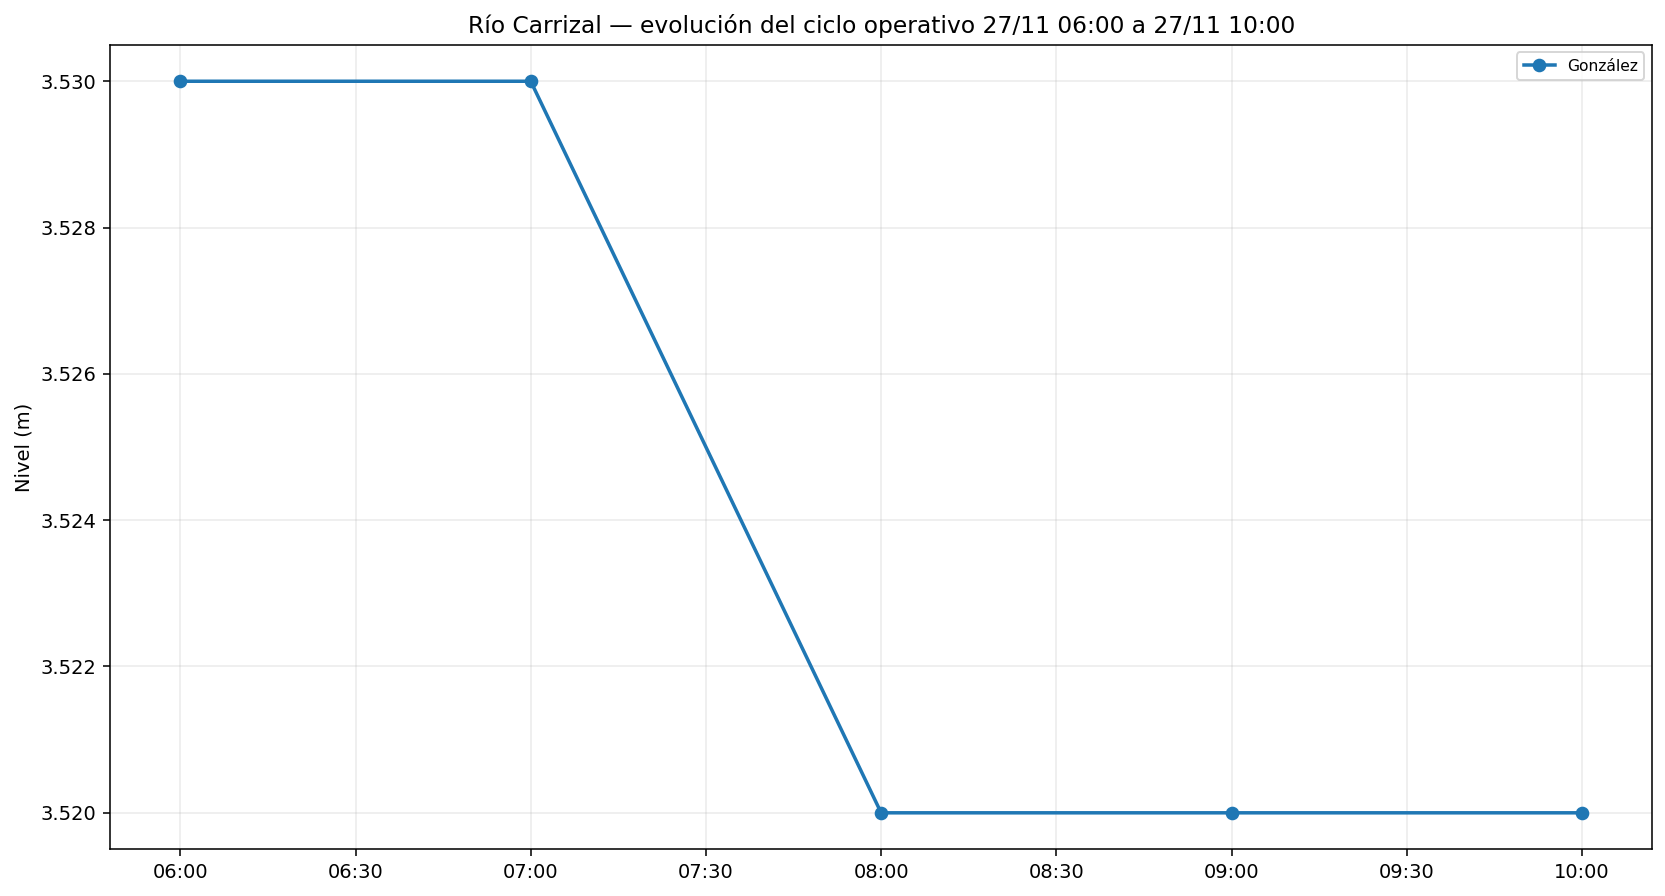 Río Carrizal — evolución del ciclo operativo 27/11 06:00 a 27/11 10:00
González
3.530
3.528
3.526
3.524
3.522
3.520
Nivel (m)
06:00 06:30 07:00 07:30 08:00 08:30 09:00 09:30 10:00